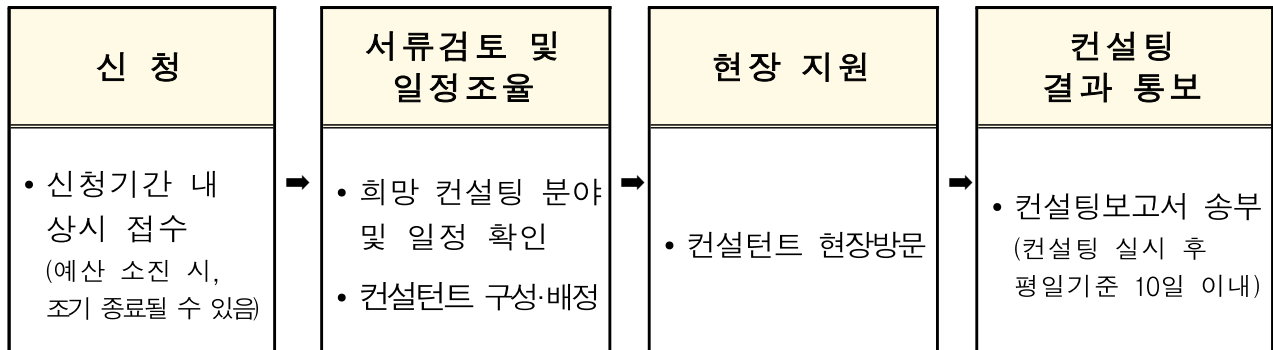 신 청
• 신청기간 내
상시 접수
(예산 소진 시,
조기 종료될 수 있음)
➡
서류검토 및
일정조율
• 희망 컨설팅 분야
및 일정 확인
• 컨설턴트 구성·배정
➡
현장 지원
• 컨설턴트 현장방문
➡
컨설팅
결과 통보
• 컨설팅보고서 송부
(컨설팅 실시 후
평일기준 10일 이내)